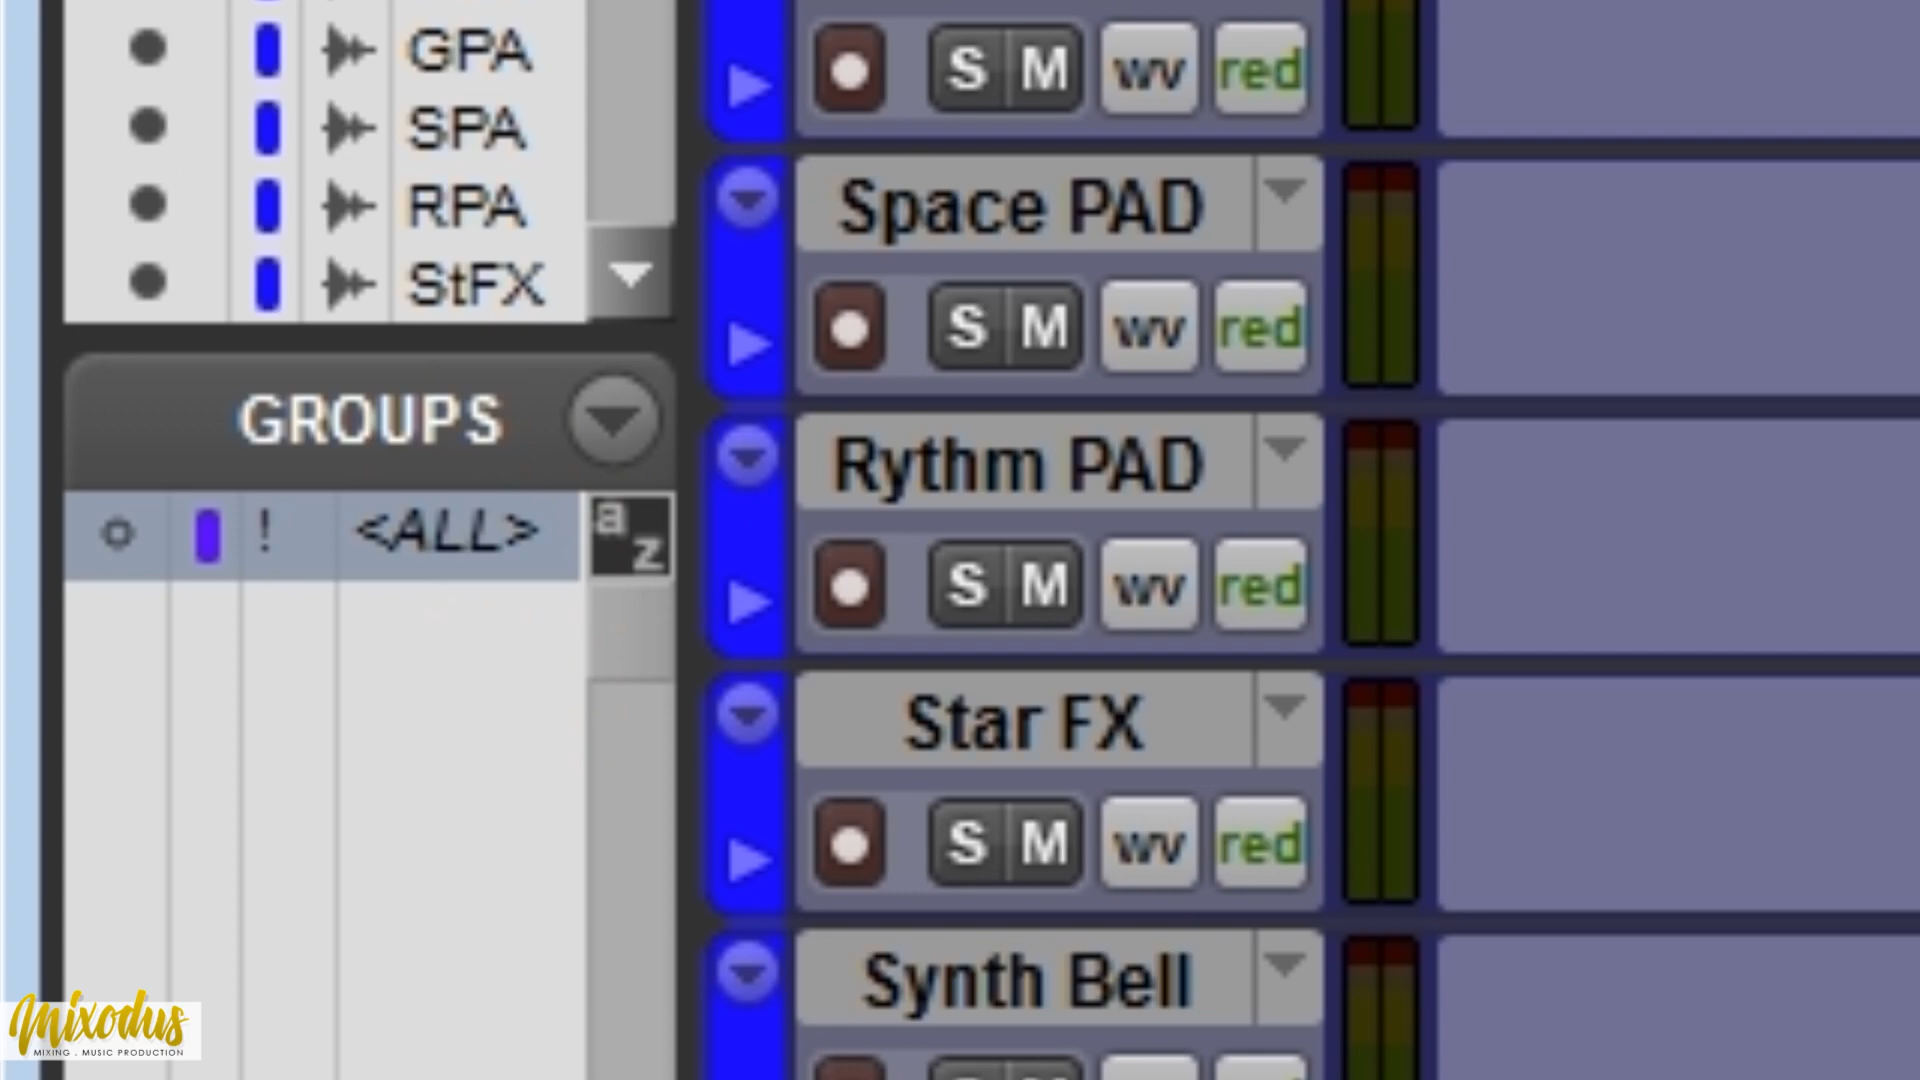 GPA
SPA
RPA
StFX
GROUPS
! <ALL>
a
z
S M wv red
Space PAD
S M wv red
Rythm PAD
S M wv red
Star FX
S M wv red
Synth Bell
Mixodus
MIXING . MUSIC PRODUCTION